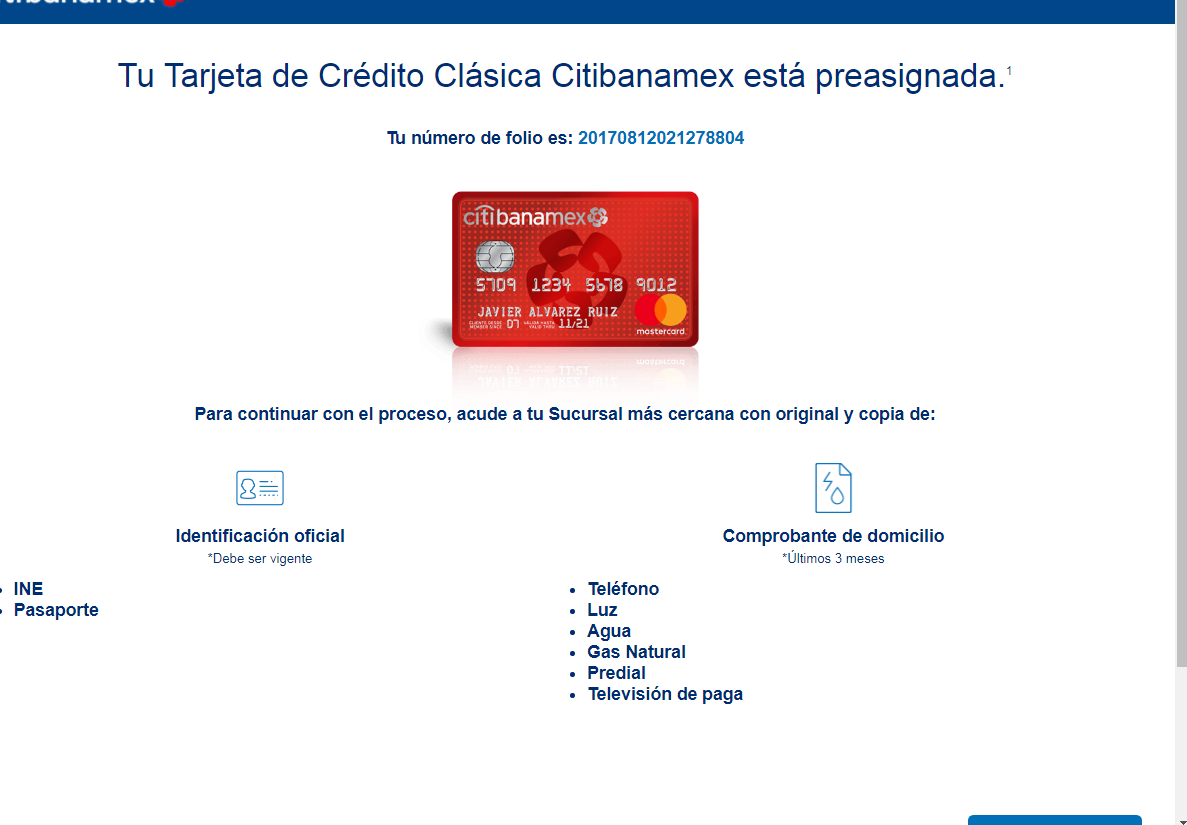 Tu Tarjeta de Crédito Clásica Citibanamex está preasignada.1
Tu número de folio es: 20170812021278804
citibanamex
5709 1234 5678 9012
JAVIER ALVAREZ RUIZ
CLIENTE DESDE
MEMBER SINCE 07 VÁLIDA HASTA
VALID THRU 11/21
mastercard
Para continuar con el proceso, acude a tu Sucursal más cercana con original y copia de:
Identificación oficial
*Debe ser vigente
• INE
• Pasaporte
Comprobante de domicilio
*Últimos 3 meses
• Teléfono
• Luz
• Agua
• Gas Natural
• Predial
• Televisión de paga